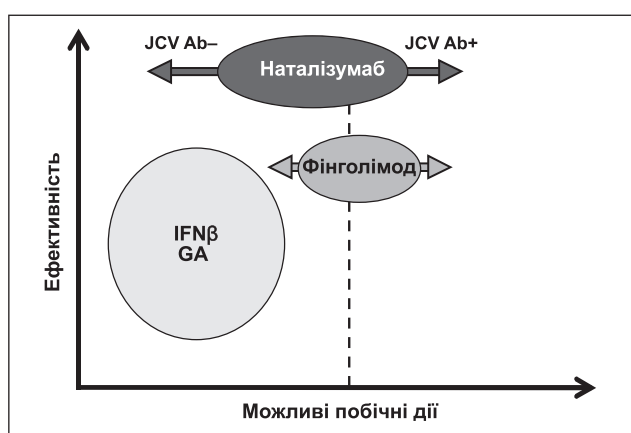 JCV Ab–
JCV Ab+
Наталізумаб
Фінголімод
IFNβ
GA
Ефективність
Можливі побічні дії